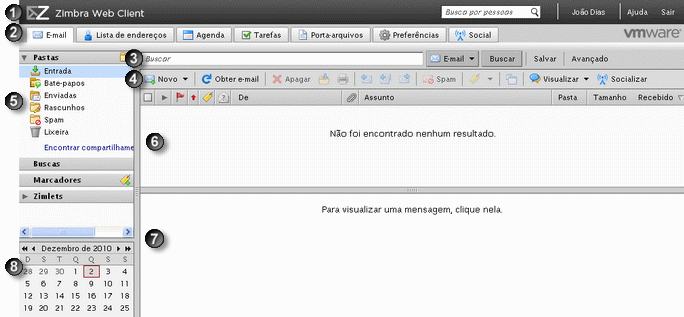 1 Zimbra Web Client Busca por pessoas João Dias Ajuda Sair
2 E-mail Lista de endereços Agenda Tarefas Porta-arquivos Preferências Social vmware
Pastas 3 Buscar E-mail Buscar Salvar Avançado
Entrada 4 Novo Obter e-mail Apagar Spam Visualizar Socializar
Bate-papos
5 Enviadas De Assunto Pasta Tamanho Recebido
Rascunhos
Spam
Lixeira
6 Não foi encontrado nenhum resultado.
Encontrar compartilhame
Buscas
Marcadores
Zimlets
Para visualizar uma mensagem, clique nela.
7
Dezembro de 2010
D S T Q Q S S
8 28 29 30 1 2 3 4
5 6 7 8 9 10 11
12 13 14 15 16 17 18
19 20 21 22 23 24 25